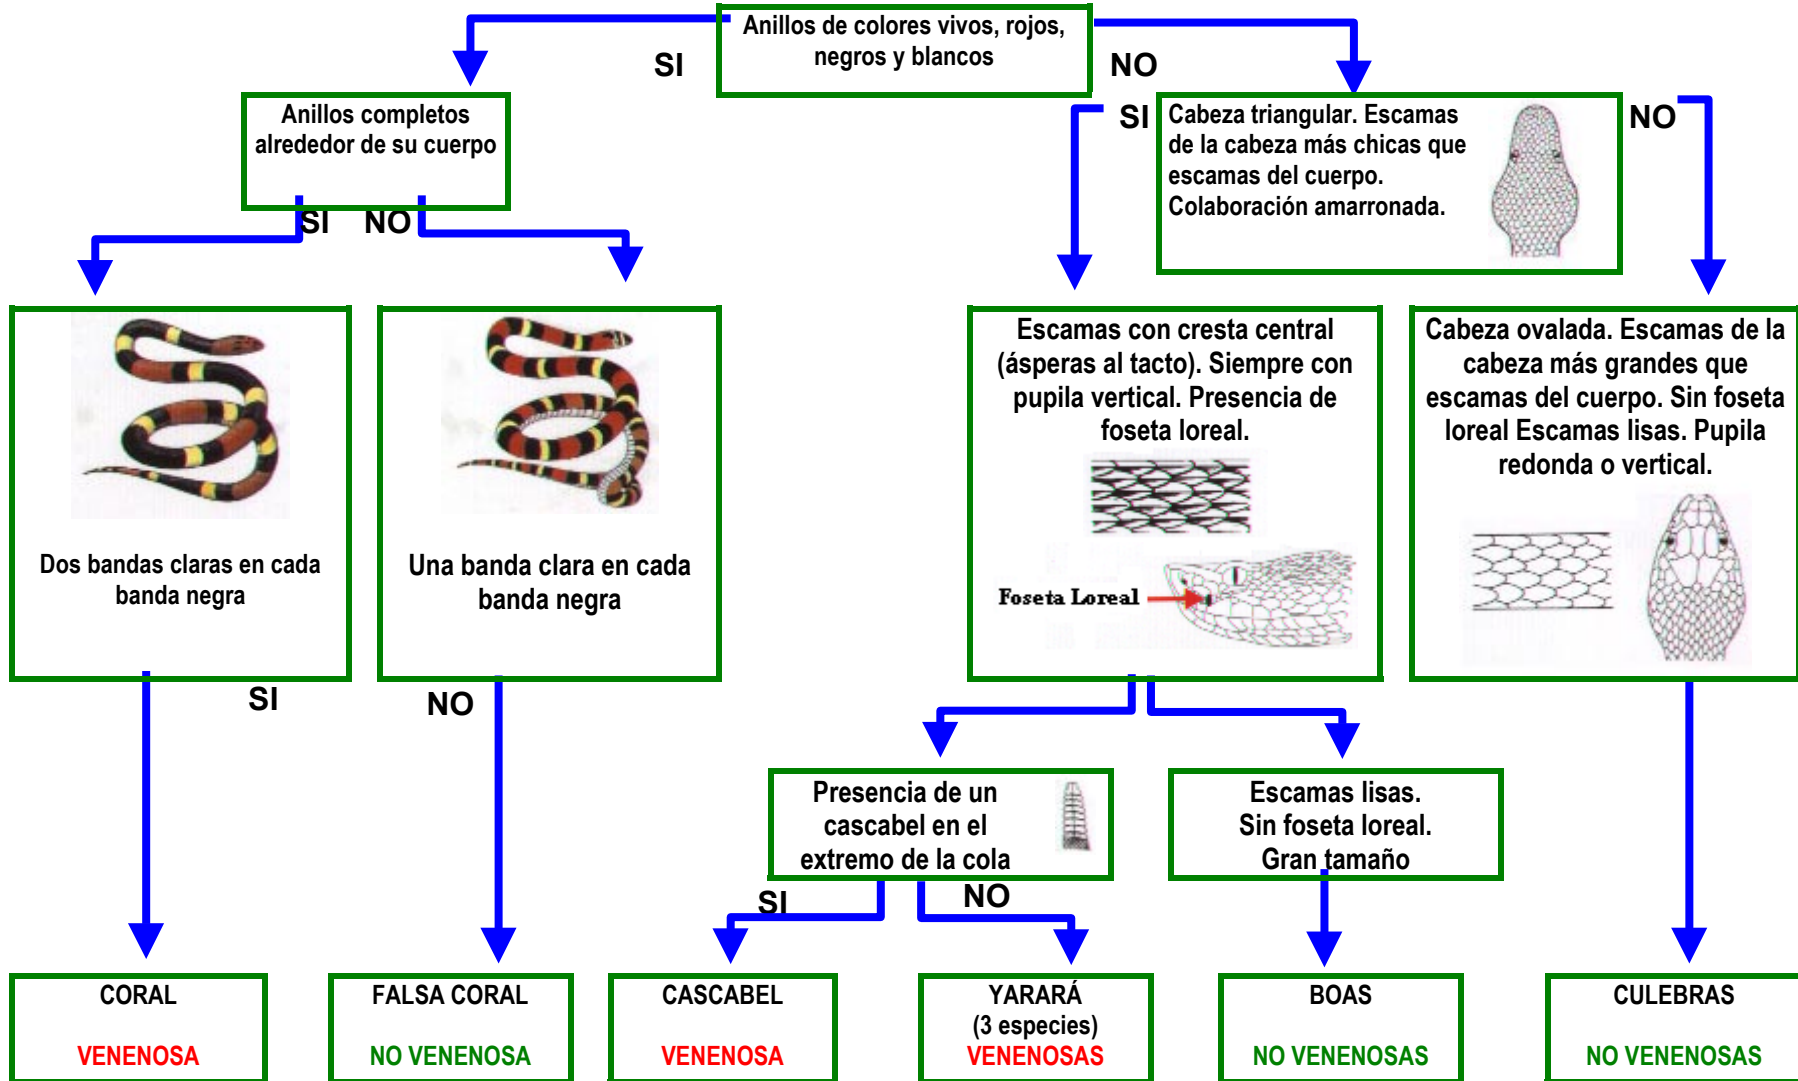 Anillos de colores vivos, rojos,
negros y blancos
SI
NO
Anillos completos
alrededor de su cuerpo
SI
NO
SI
Cabeza triangular. Escamas
de la cabeza más chicas que
escamas del cuerpo.
Colaboración amarronada.
NO
Dos bandas claras en cada
banda negra
Una banda clara en cada
banda negra
Escamas con cresta central
(ásperas al tacto). Siempre con
pupila vertical. Presencia de
foseta loreal.
Foseta Loreal
Cabeza ovalada. Escamas de la
cabeza más grandes que
escamas del cuerpo. Sin foseta
loreal Escamas lisas. Pupila
redonda o vertical.
SI
NO
Presencia de un
cascabel en el
extremo de la cola
Escamas lisas.
Sin foseta loreal.
Gran tamaño
SI
NO
CORAL
VENENOSA
FALSA CORAL
NO VENENOSA
CASCABEL
VENENOSA
YARARÁ
(3 especies)
VENENOSAS
BOAS
NO VENENOSAS
CULEBRAS
NO VENENOSAS